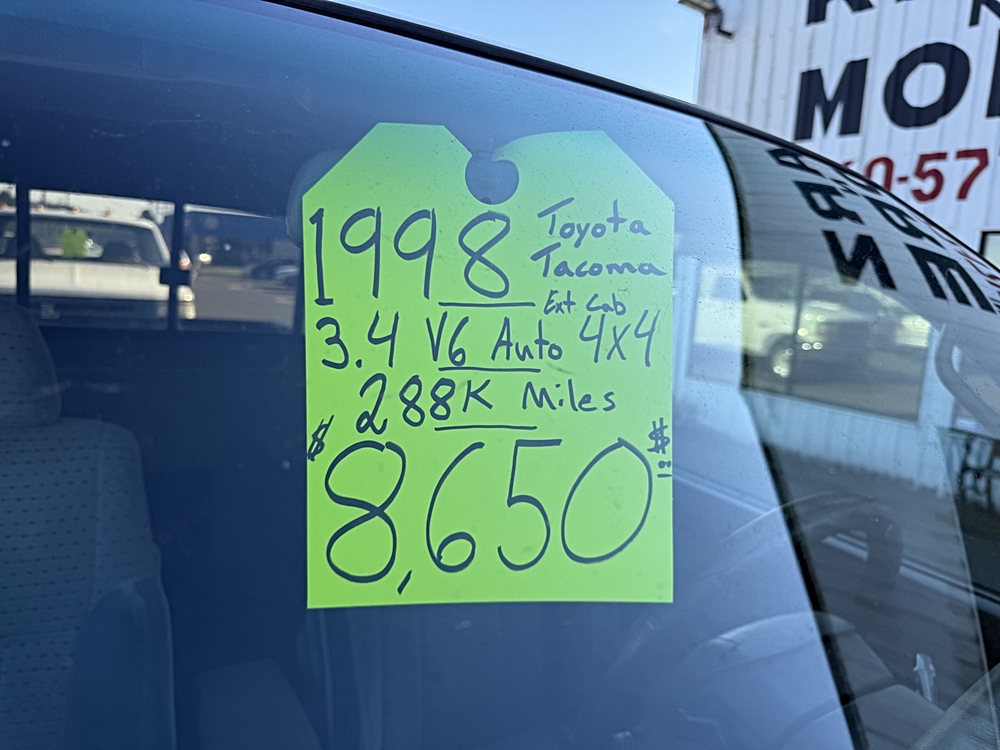 1998 Toyota
Tacoma
Ext Cab
3.4 V6 Auto 4x4
288K Miles
$8,650 $